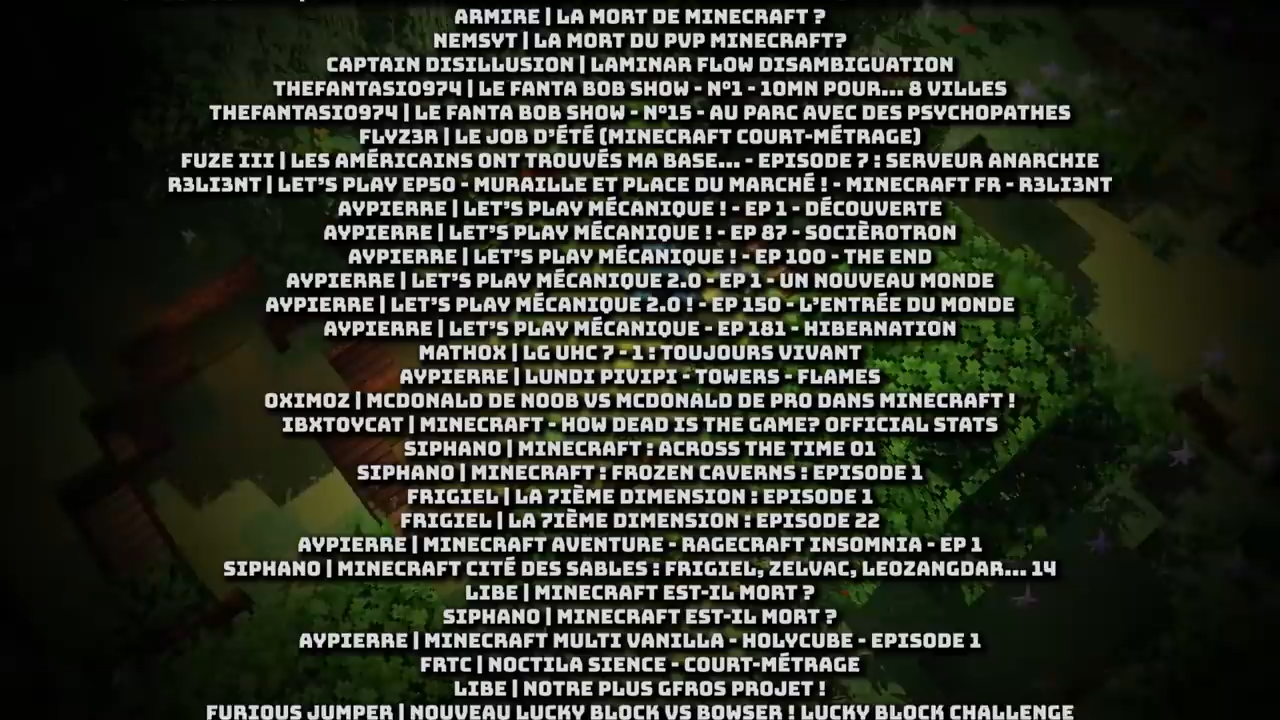 ARMIRE | LA MORT DE MINECRAFT ?
NEMSYT | LA MORT DU PVP MINECRAFT?
CAPTAIN DISILLUSION | LAMINAR FLOW DISAMBIGUATION
THEFANTASIO974 | LE FANTA BOB SHOW - N°1 - 10MN POUR... 8 VILLES
THEFANTASIO974 | LE FANTA BOB SHOW - N°15 - AU PARC AVEC DES PSYCHOPATHES
FLYZ3R | LE JOB D'ÉTÉ (MINECRAFT COURT-MÉTRAGE)
FUZE III | LES AMÉRICAINS ONT TROUVÉS MA BASE... - EPISODE 7 : SERVEUR ANARCHIE
R3LI3NT | LET'S PLAY EP50 - MURAILLE ET PLACE DU MARCHÉ ! - MINECRAFT FR - R3LI3NT
AYPIERRE | LET'S PLAY MÉCANIQUE ! - EP 1 - DÉCOUVERTE
AYPIERRE | LET'S PLAY MÉCANIQUE ! - EP 87 - SOCIÈROTRON
AYPIERRE | LET'S PLAY MÉCANIQUE ! - EP 100 - THE END
AYPIERRE | LET'S PLAY MÉCANIQUE 2.0 - EP 1 - UN NOUVEAU MONDE
AYPIERRE | LET'S PLAY MÉCANIQUE 2.0 ! - EP 150 - L'ENTRÉE DU MONDE
AYPIERRE | LET'S PLAY MÉCANIQUE - EP 181 - HIBERNATION
MATHOX | LG UHC 7 - 1 : TOUJOURS VIVANT
AYPIERRE | LUNDI PIVIPI - TOWERS - FLAMES
OXIMOZ | MCDONALD DE NOOB VS MCDONALD DE PRO DANS MINECRAFT !
IBXTOYCAT | MINECRAFT - HOW DEAD IS THE GAME? OFFICIAL STATS
SIPHANO | MINECRAFT : ACROSS THE TIME 01
SIPHANO | MINECRAFT : FROZEN CAVERNS : EPISODE 1
FRIGIEL | LA 7IÈME DIMENSION : EPISODE 1
FRIGIEL | LA 7IÈME DIMENSION : EPISODE 22
AYPIERRE | MINECRAFT AVENTURE - RAGECRAFT INSOMNIA - EP 1
SIPHANO | MINECRAFT CITÉ DES SABLES : FRIGIEL, ZELVAC, LEOZANGDAR... 14
LIBE | MINECRAFT EST-IL MORT ?
SIPHANO | MINECRAFT EST-IL MORT ?
AYPIERRE | MINECRAFT MULTI VANILLA - HOLYCUBE - EPISODE 1
FRTC | NOCTILA SIENCE - COURT-MÉTRAGE
LIBE | NOTRE PLUS GFROS PROJET !
FURIOUS JUMPER | NOUVEAU LUCKY BLOCK VS BOWSER ! LUCKY BLOCK CHALLENGE